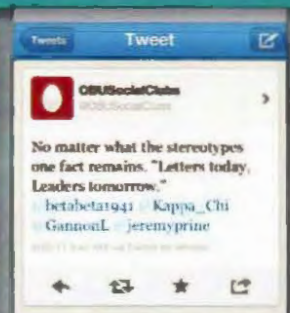 Tweets
Tweet
OBUSocialClubs
@OBUSocialClubs
No matter what the stereotypes
one fact remains. "Letters today,
Leaders tomorrow."
@betabeta1941 @Kappa_Chi
@GannonL @jeremyprine